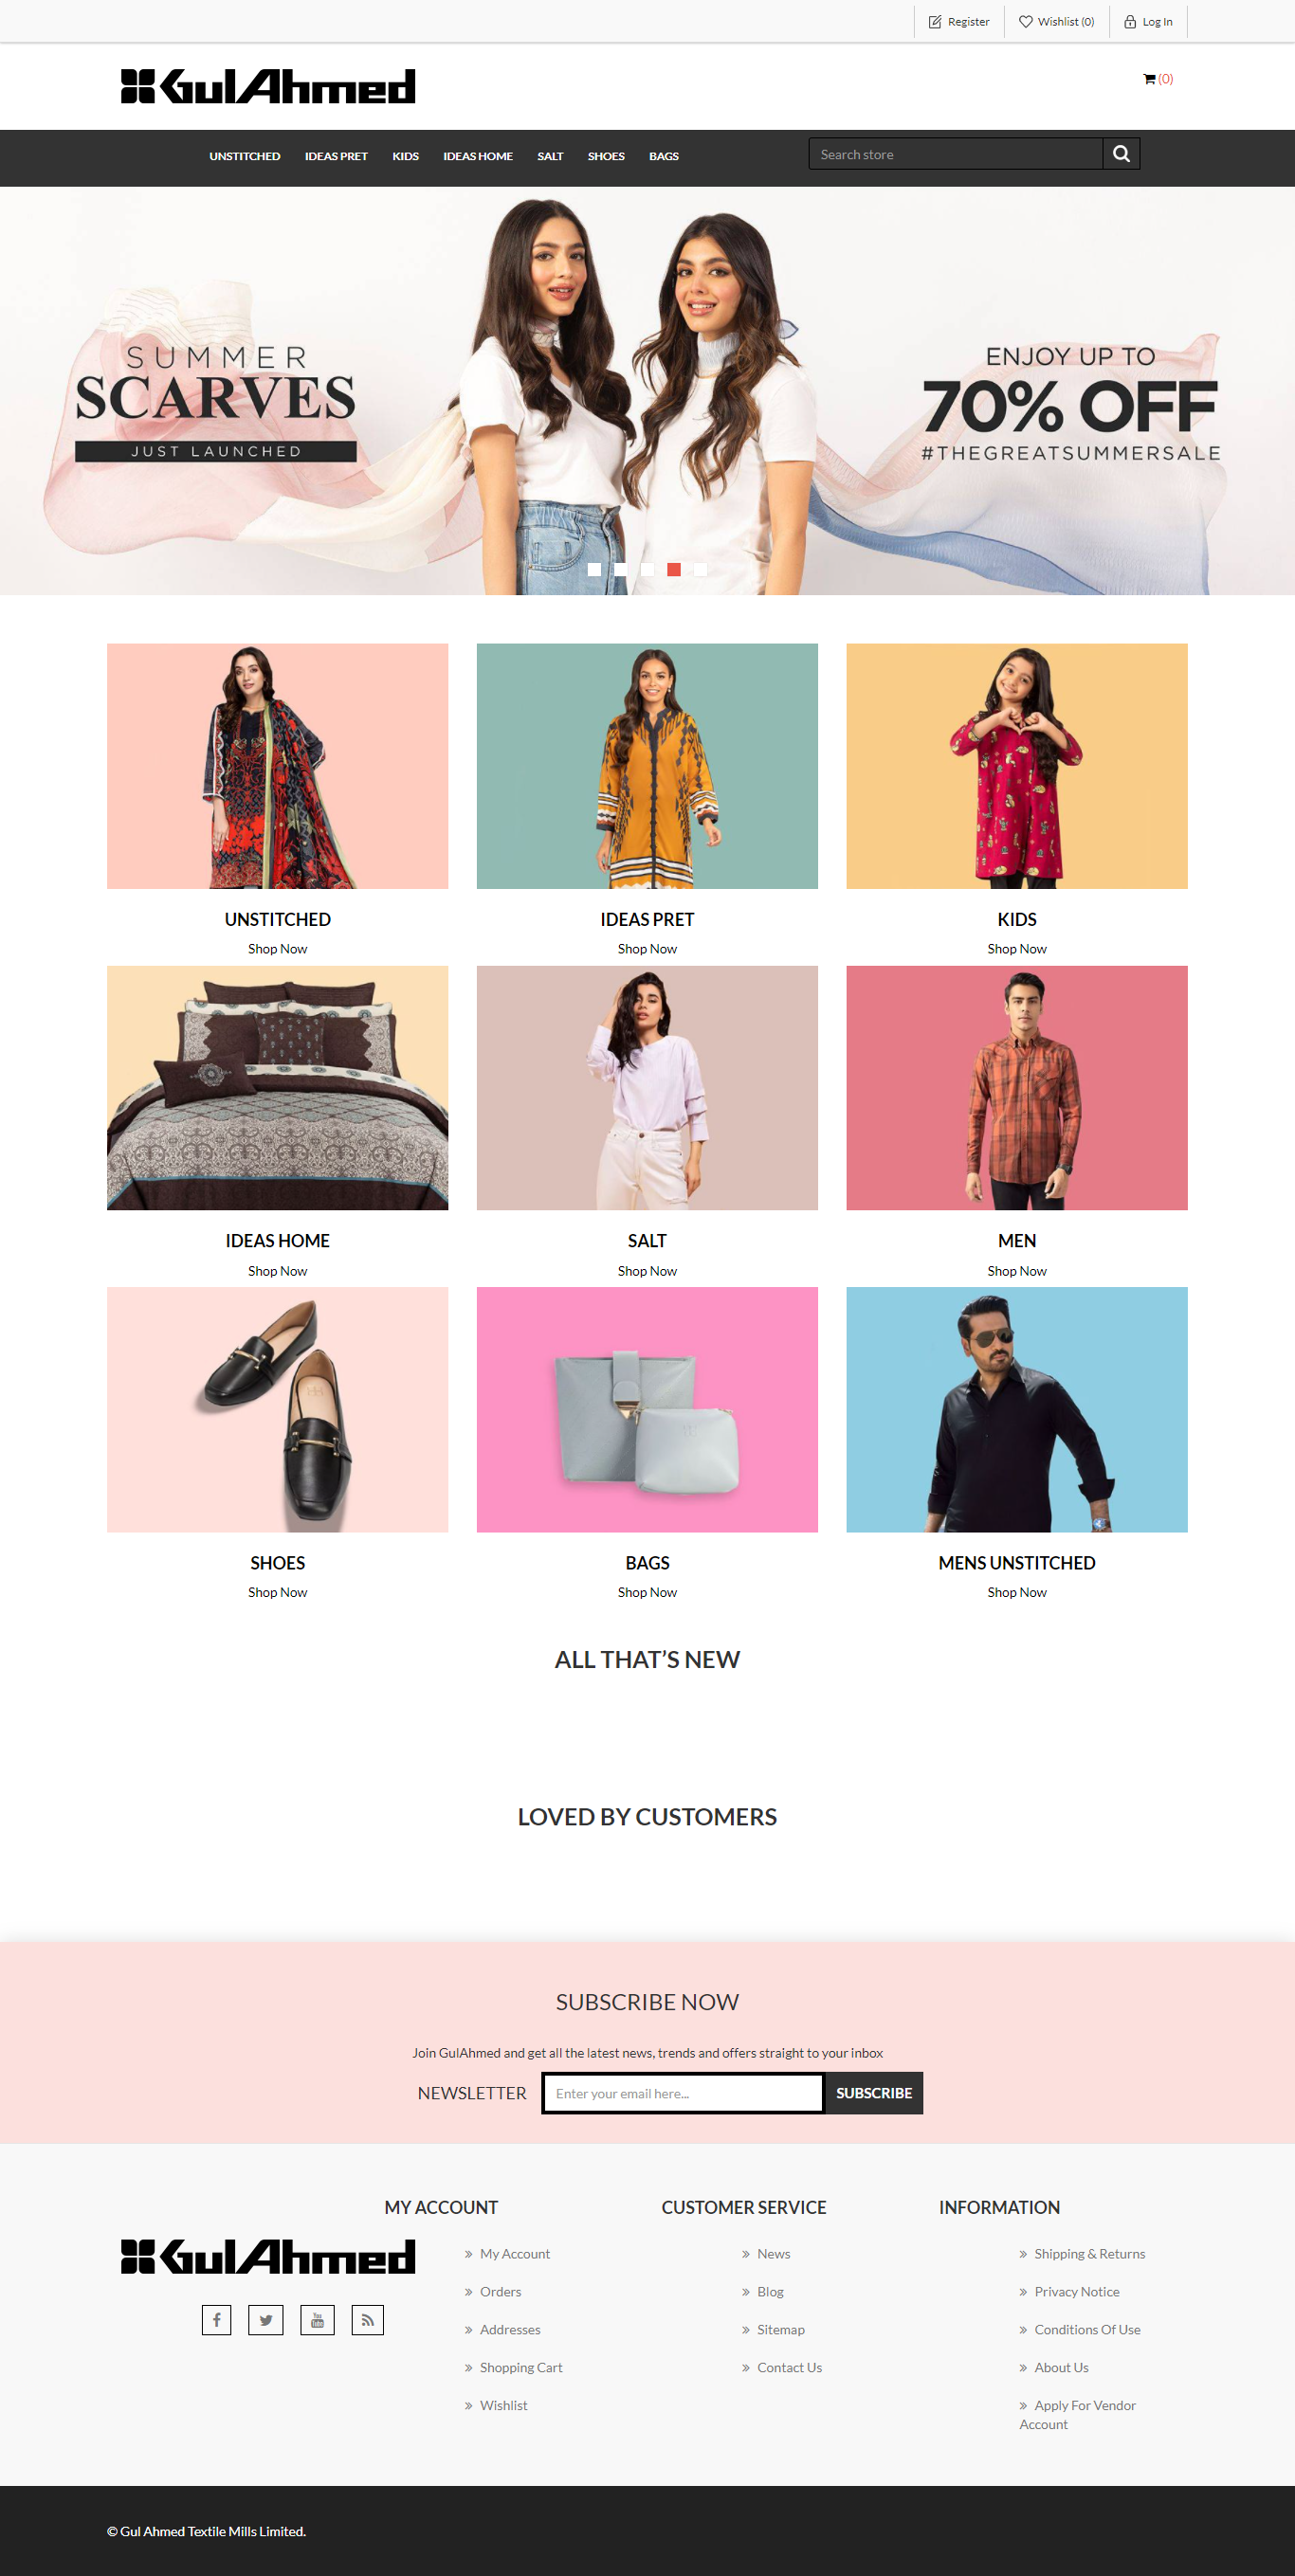 Register
Wishlist (0)
Log In
GulAhmed
(0)
UNSTITCHED
IDEAS PRET
KIDS
IDEAS HOME
SALT
SHOES
BAGS
Search store
SUMMER
SCARVES
JUST LAUNCHED
ENJOY UP TO
70% OFF
#THEGREATSUMMERSALE
UNSTITCHED
Shop Now
IDEAS PRET
Shop Now
KIDS
Shop Now
IDEAS HOME
Shop Now
SALT
Shop Now
MEN
Shop Now
SHOES
Shop Now
BAGS
Shop Now
MENS UNSTITCHED
Shop Now
ALL THAT’S NEW
LOVED BY CUSTOMERS
SUBSCRIBE NOW
Join GulAhmed and get all the latest news, trends and offers straight to your inbox
NEWSLETTER
Enter your email here...
SUBSCRIBE
GulAhmed
MY ACCOUNT
» My Account
» Orders
» Addresses
» Shopping Cart
» Wishlist
CUSTOMER SERVICE
» News
» Blog
» Sitemap
» Contact Us
INFORMATION
» Shipping & Returns
» Privacy Notice
» Conditions Of Use
» About Us
» Apply For Vendor
Account
© Gul Ahmed Textile Mills Limited.